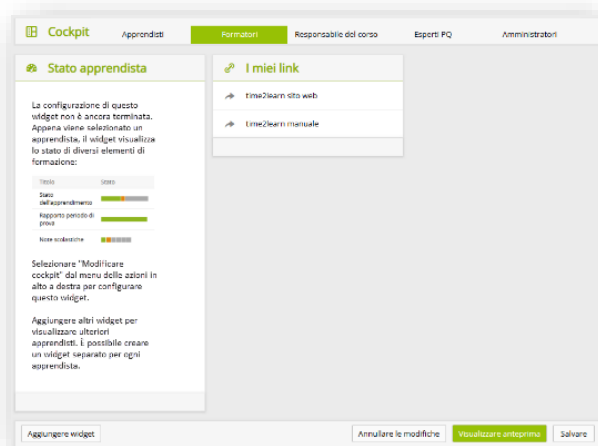 Cockpit
Apprendisti
Formatori
Responsabile del corso
Esperti PQ
Amministratori
Stato apprendista
La configurazione di questo
widget non è ancora terminata.
Appena viene selezionato un
apprendista, il widget visualizza
lo stato di diversi elementi di
formazione:
Titolo Stato
Stato
dell'apprendimento
Rapporto periodo di
prova
Note scolastiche
Selezionare "Modificare
cockpit" dal menu delle azioni in
alto a destra per configurare
questo widget.
Aggiungere altri widget per
visualizzare ulteriori
apprendisti. È possibile creare
un widget separato per ogni
apprendista.
I miei link
time2learn sito web
time2learn manuale
Aggiungere widget
Annullare le modifiche
Visualizzare anteprima
Salvare